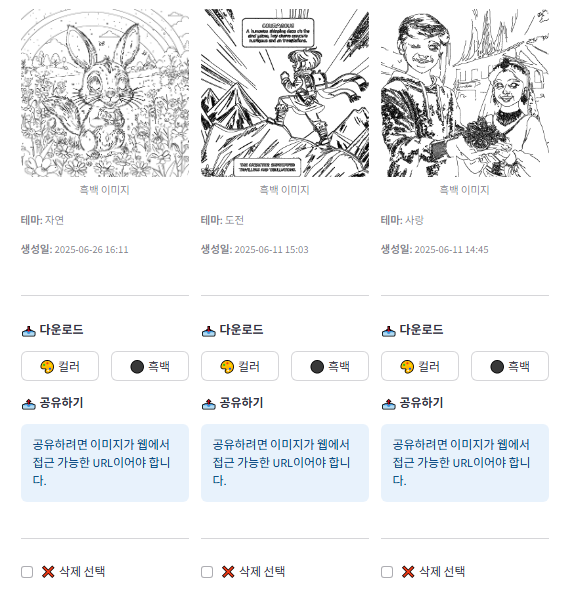 COURAGEOUS
흑백 이미지 흑백 이미지 흑백 이미지
테마: 자연 테마: 도전 테마: 사랑
생성일: 2025-06-26 16:11 생성일: 2025-06-11 15:03 생성일: 2025-06-11 14:45
📥 다운로드 📥 다운로드 📥 다운로드
🎨 컬러 ⚫ 흑백 🎨 컬러 ⚫ 흑백 🎨 컬러 ⚫ 흑백
📤 공유하기 📤 공유하기 📤 공유하기
공유하려면 이미지가 웹에서 공유하려면 이미지가 웹에서 공유하려면 이미지가 웹에서
접근 가능한 URL이어야 합니 접근 가능한 URL이어야 합니 접근 가능한 URL이어야 합니
다. 다. 다.
❌ 삭제 선택 ❌ 삭제 선택 ❌ 삭제 선택